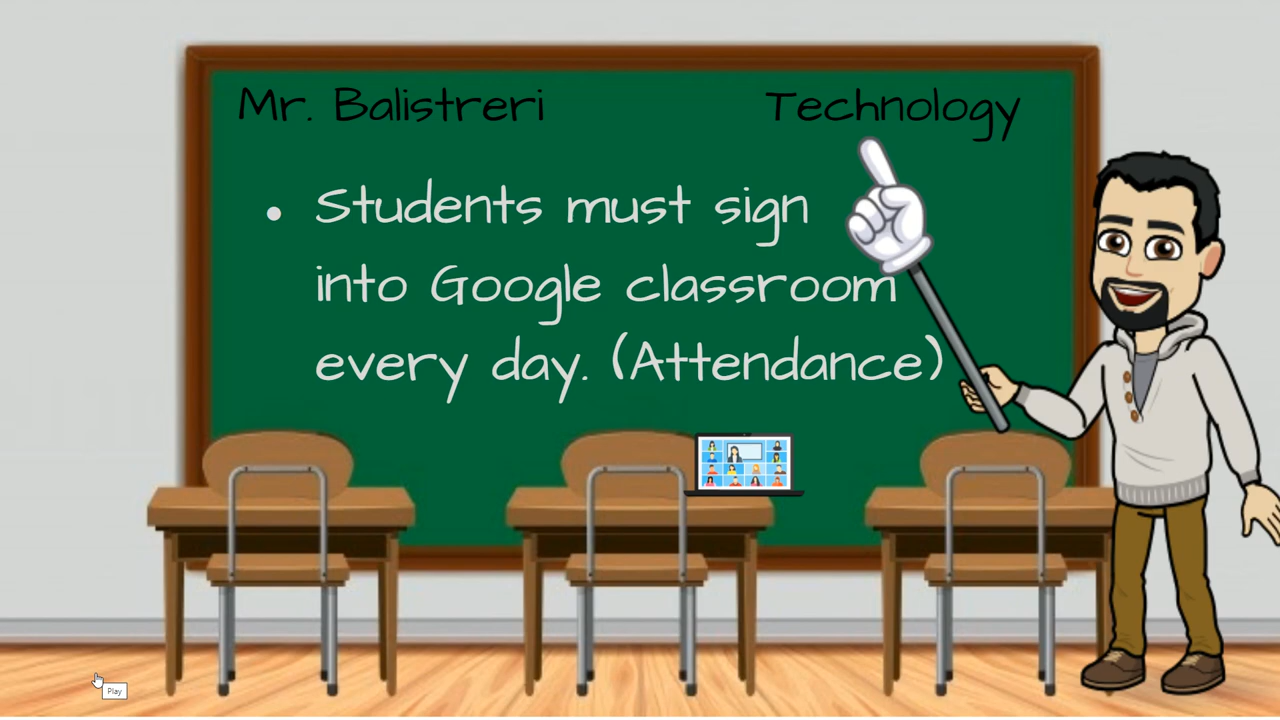 Mr. Balistreri Technology
• Students must sign
into Google classroom
every day. (Attendance)
Play